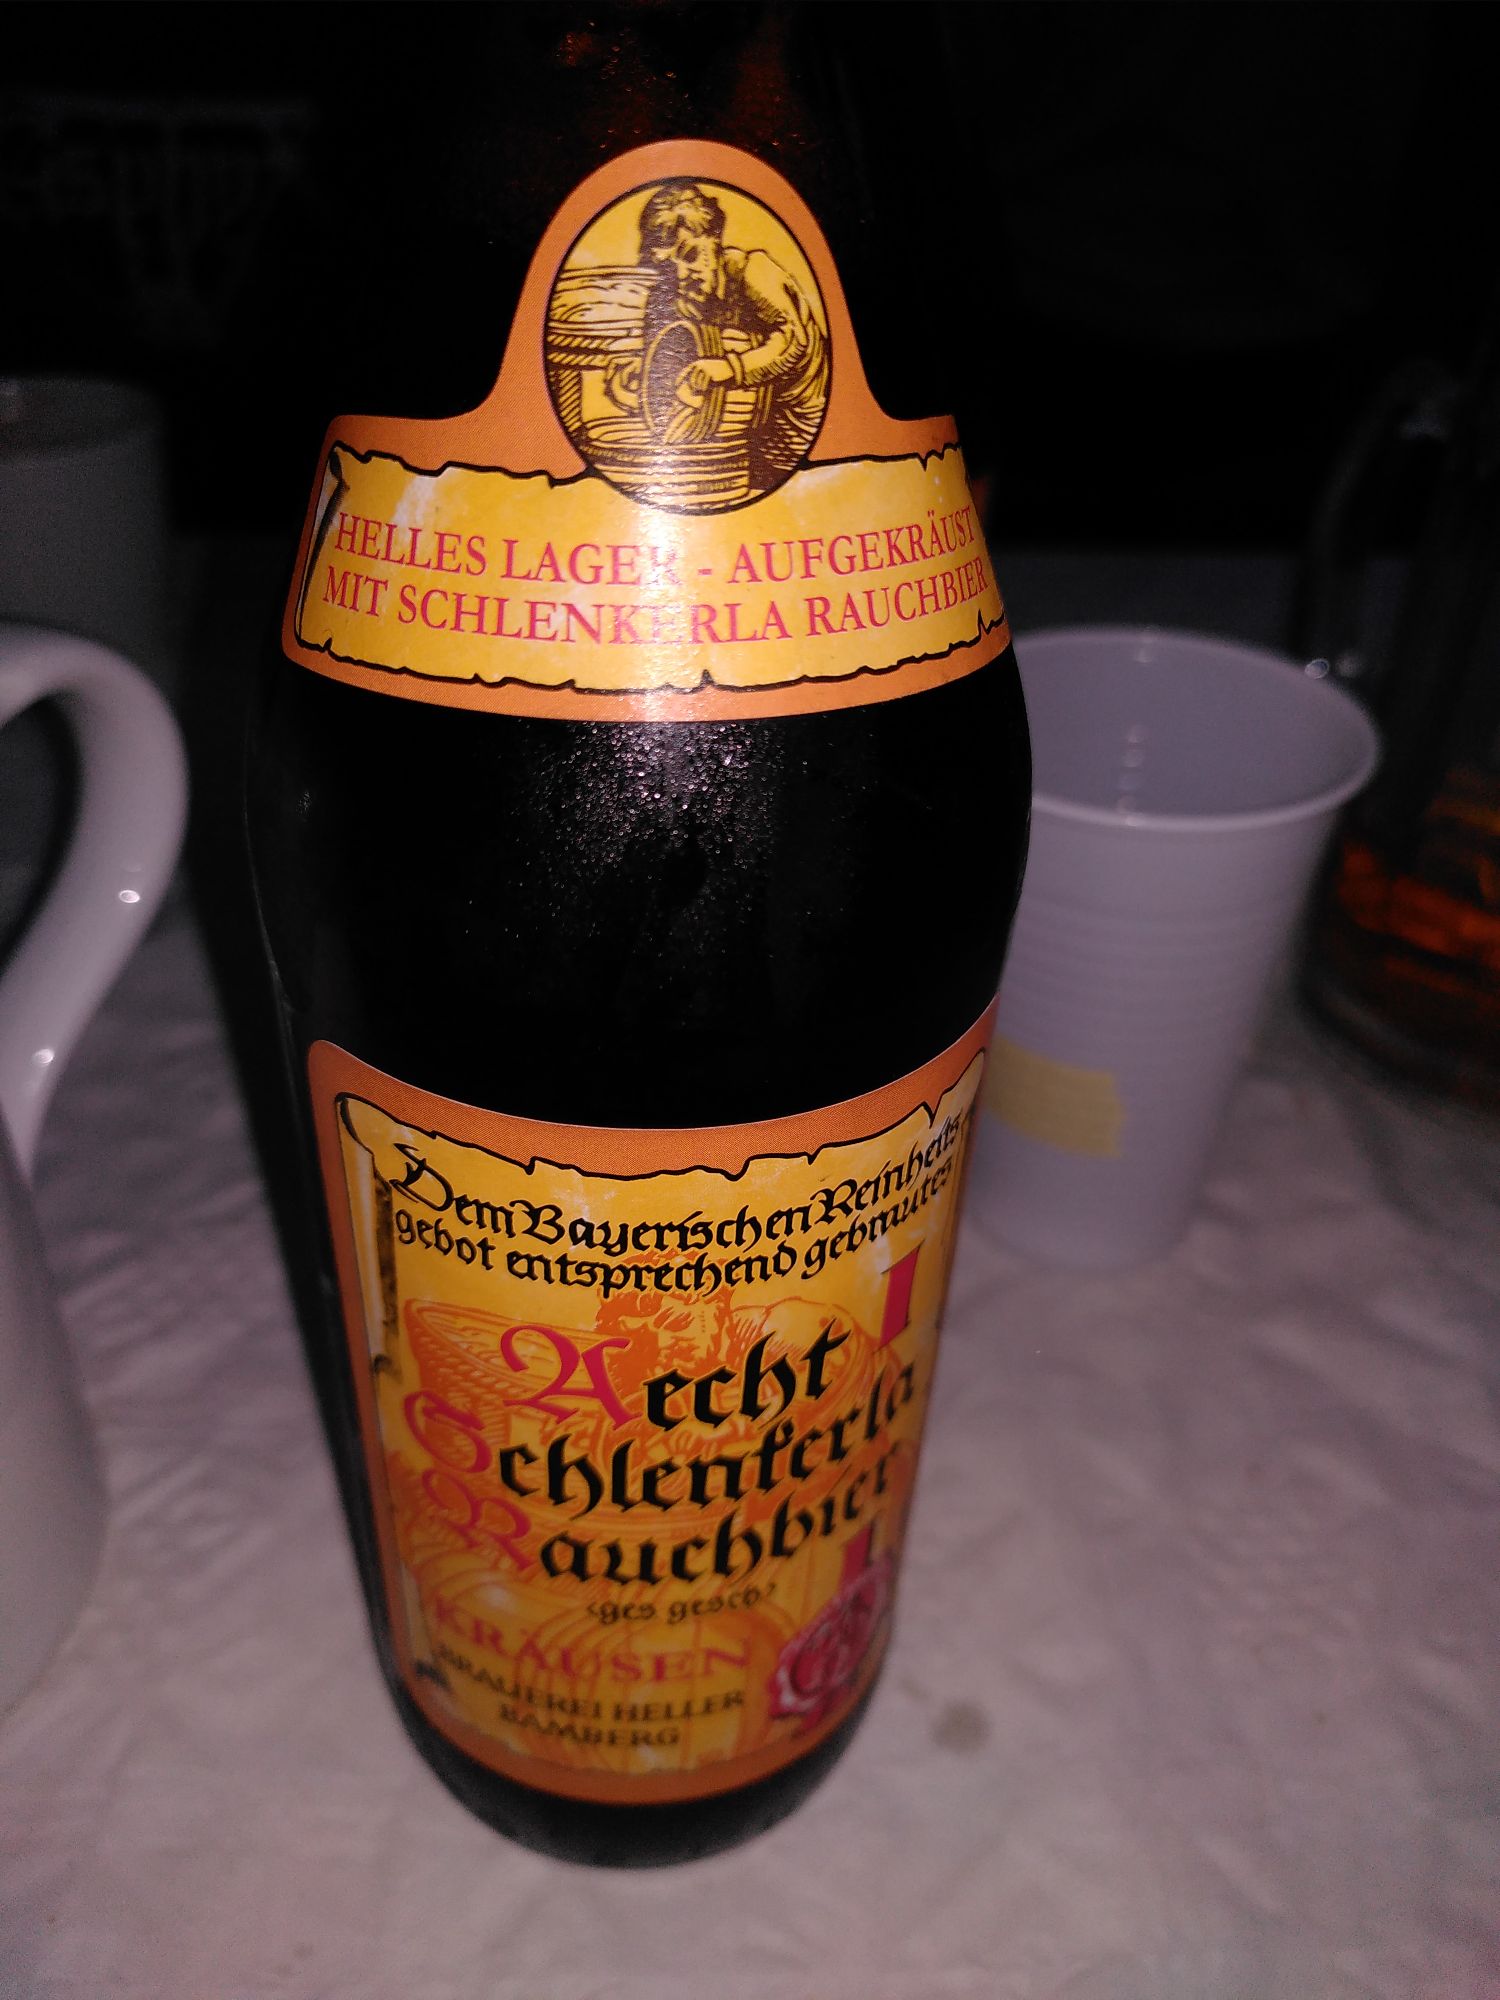 HELLES LAGER - AUFGEKRÄUST
MIT SCHLENKERLA RAUCHBIER
Dem Bayerischen Reinheits
gebot entsprechend gebrautes
Aecht
Schlenkerla
Rauchbier
<ges. gesch.>
KRÄUSEN
BRAUEREI HELLER
BAMBERG